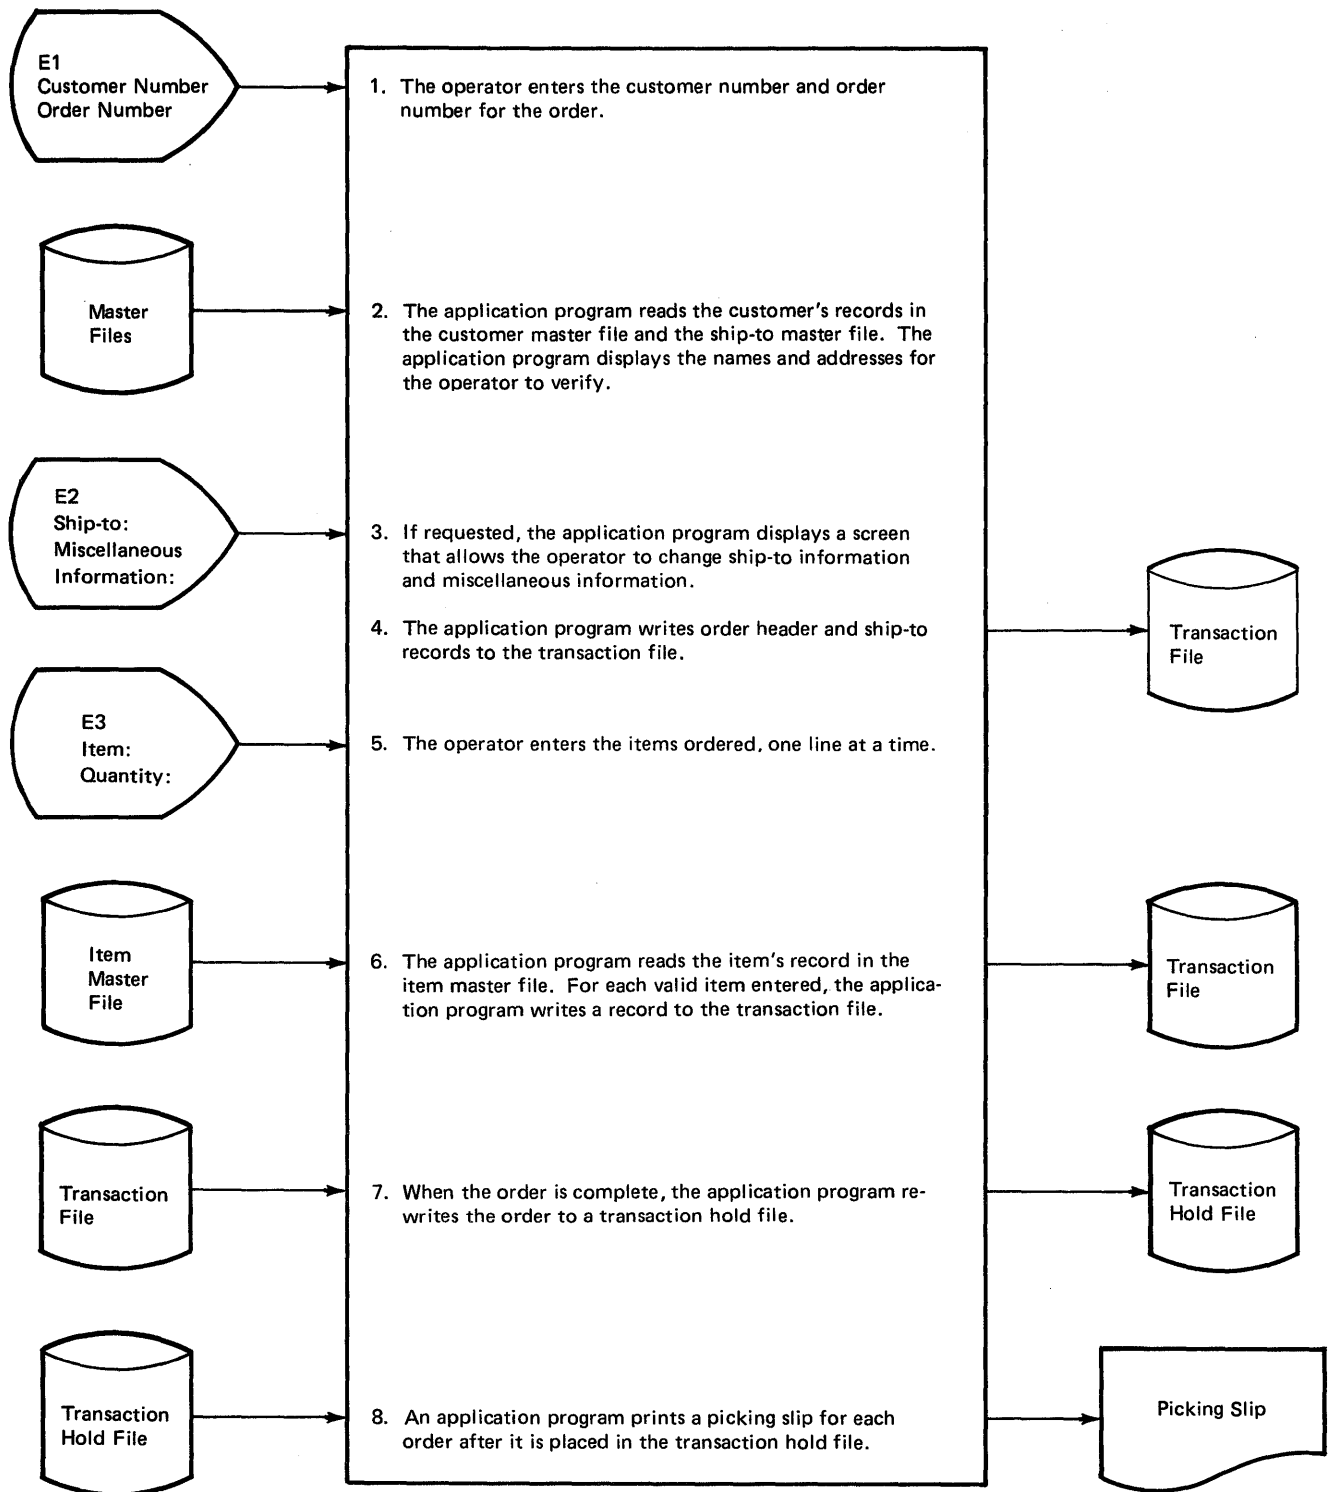 E1
Customer Number
Order Number
1. The operator enters the customer number and order
number for the order.
Master
Files
2. The application program reads the customer's records in
the customer master file and the ship-to master file. The
application program displays the names and addresses for
the operator to verify.
E2
Ship-to:
Miscellaneous
Information:
3. If requested, the application program displays a screen
that allows the operator to change ship-to information
and miscellaneous information.
4. The application program writes order header and ship-to
records to the transaction file.
Transaction
File
E3
Item:
Quantity:
5. The operator enters the items ordered, one line at a time.
Item
Master
File
6. The application program reads the item's record in the
item master file. For each valid item entered, the applica-
tion program writes a record to the transaction file.
Transaction
File
Transaction
File
7. When the order is complete, the application program re-
writes the order to a transaction hold file.
Transaction
Hold File
Transaction
Hold File
8. An application program prints a picking slip for each
order after it is placed in the transaction hold file.
Picking Slip